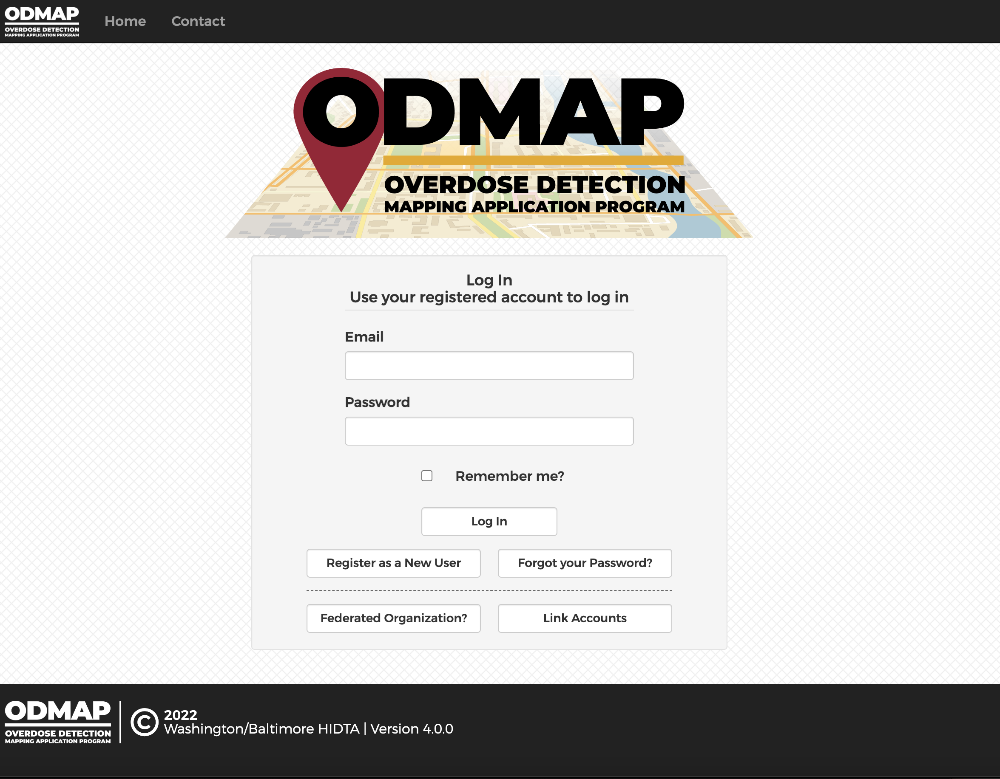 ODMAP
OVERDOSE DETECTION
MAPPING APPLICATION PROGRAM
Home
Contact
ODMAP
OVERDOSE DETECTION
MAPPING APPLICATION PROGRAM
Log In
Use your registered account to log in
Email
Password
Remember me?
Log In
Register as a New User
Forgot your Password?
Federated Organization?
Link Accounts
ODMAP
OVERDOSE DETECTION
MAPPING APPLICATION PROGRAM
© 2022
Washington/Baltimore HIDTA | Version 4.0.0